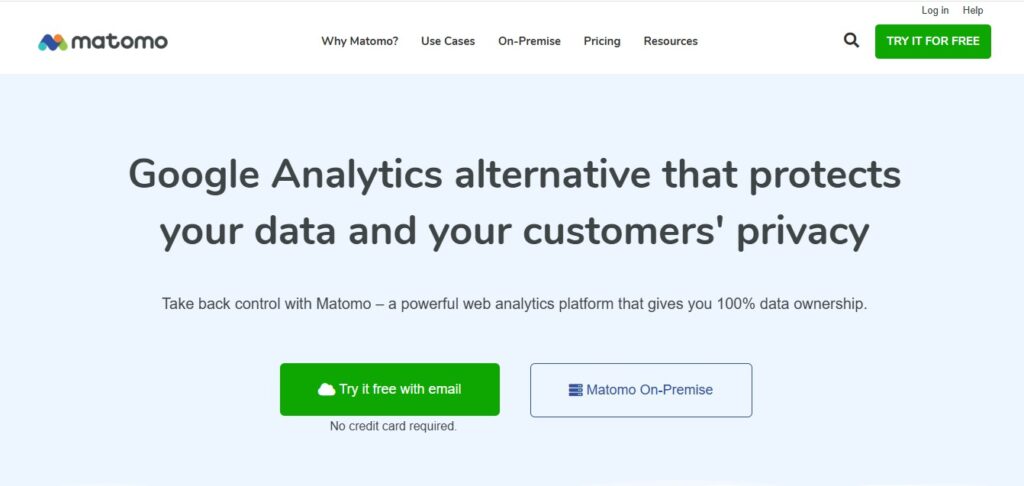 Log in Help
matomo Why Matomo? Use Cases On-Premise Pricing Resources TRY IT FOR FREE
Google Analytics alternative that protects
your data and your customers' privacy
Take back control with Matomo – a powerful web analytics platform that gives you 100% data ownership.
Try it free with email Matomo On-Premise
No credit card required.